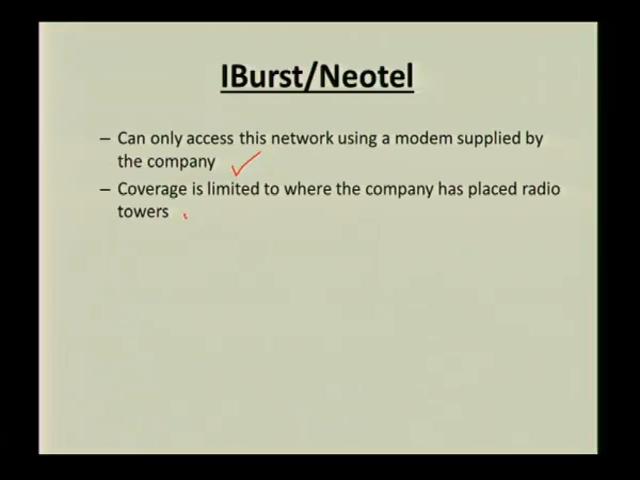 IBurst/Neotel
– Can only access this network using a modem supplied by
the company
– Coverage is limited to where the company has placed radio
towers